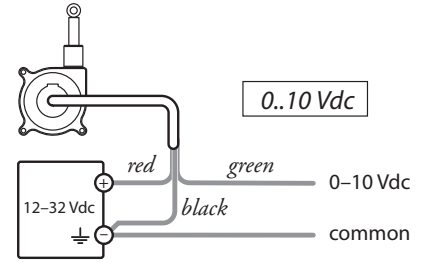 0..10 Vdc
red
green
0–10 Vdc
12–32 Vdc
+
black
−
common